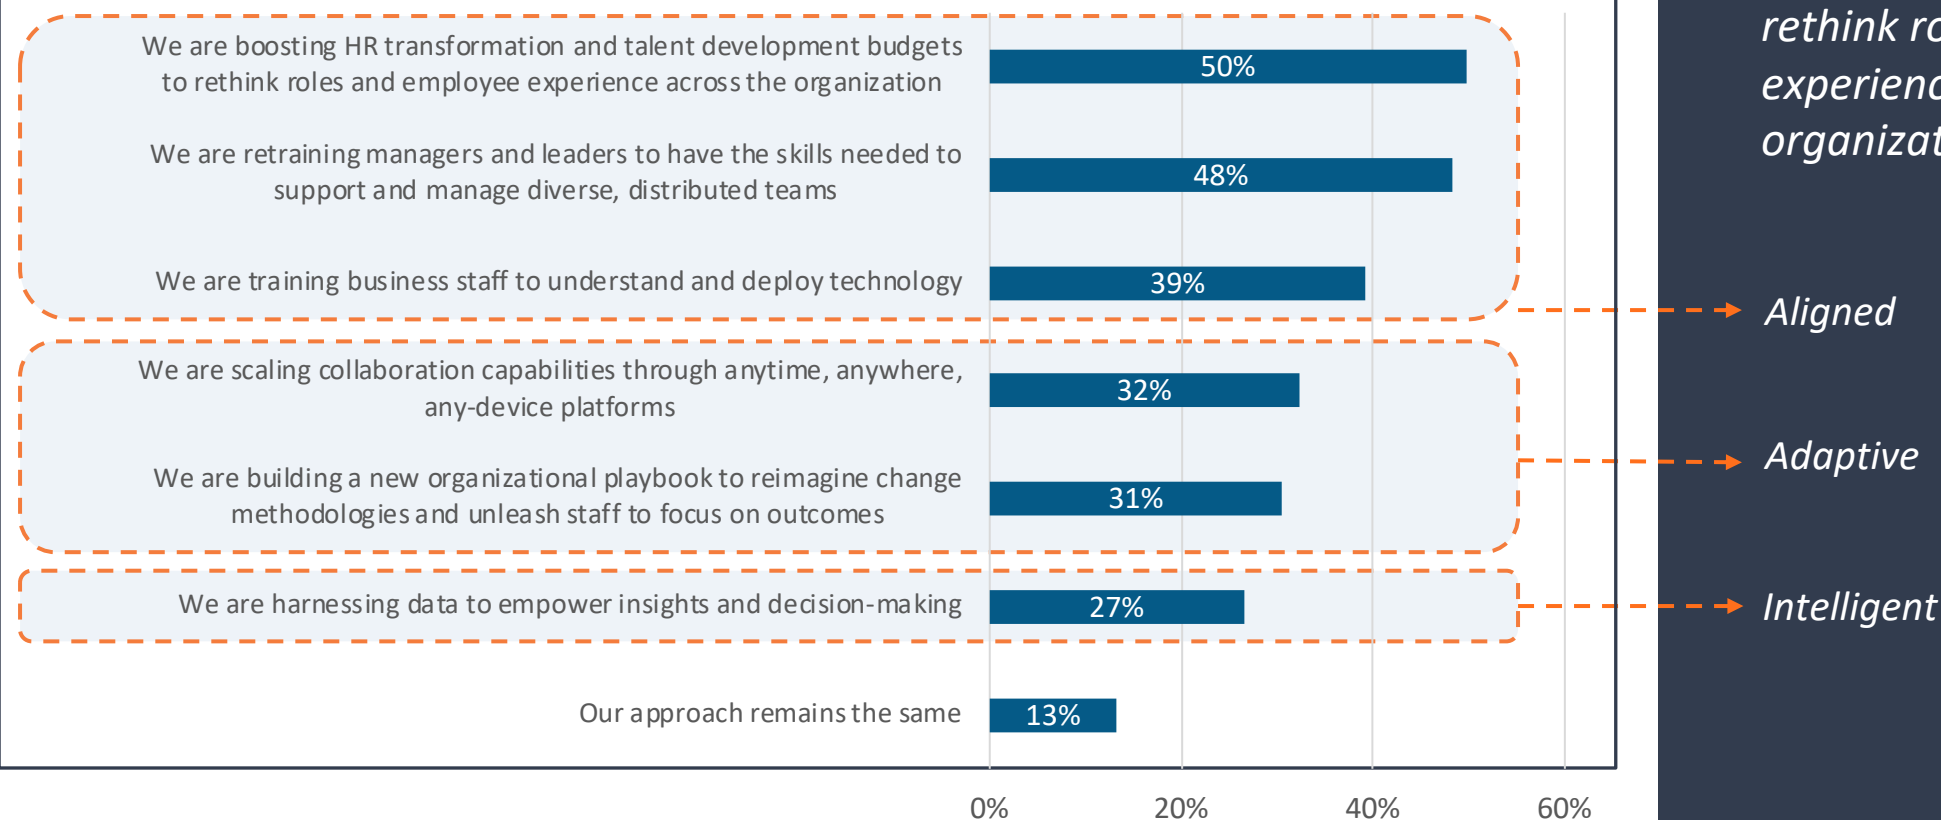 We are boosting HR transformation and talent development budgets
to rethink roles and employee experience across the organization
50%
We are retraining managers and leaders to have the skills needed to
support and manage diverse, distributed teams
48%
We are training business staff to understand and deploy technology
39%
We are scaling collaboration capabilities through anytime, anywhere,
any-device platforms
32%
We are building a new organizational playbook to reimagine change
methodologies and unleash staff to focus on outcomes
31%
We are harnessing data to empower insights and decision-making
27%
Our approach remains the same
13%
0% 20% 40% 60%
rethink
Aligned
Adaptive
Intelligent